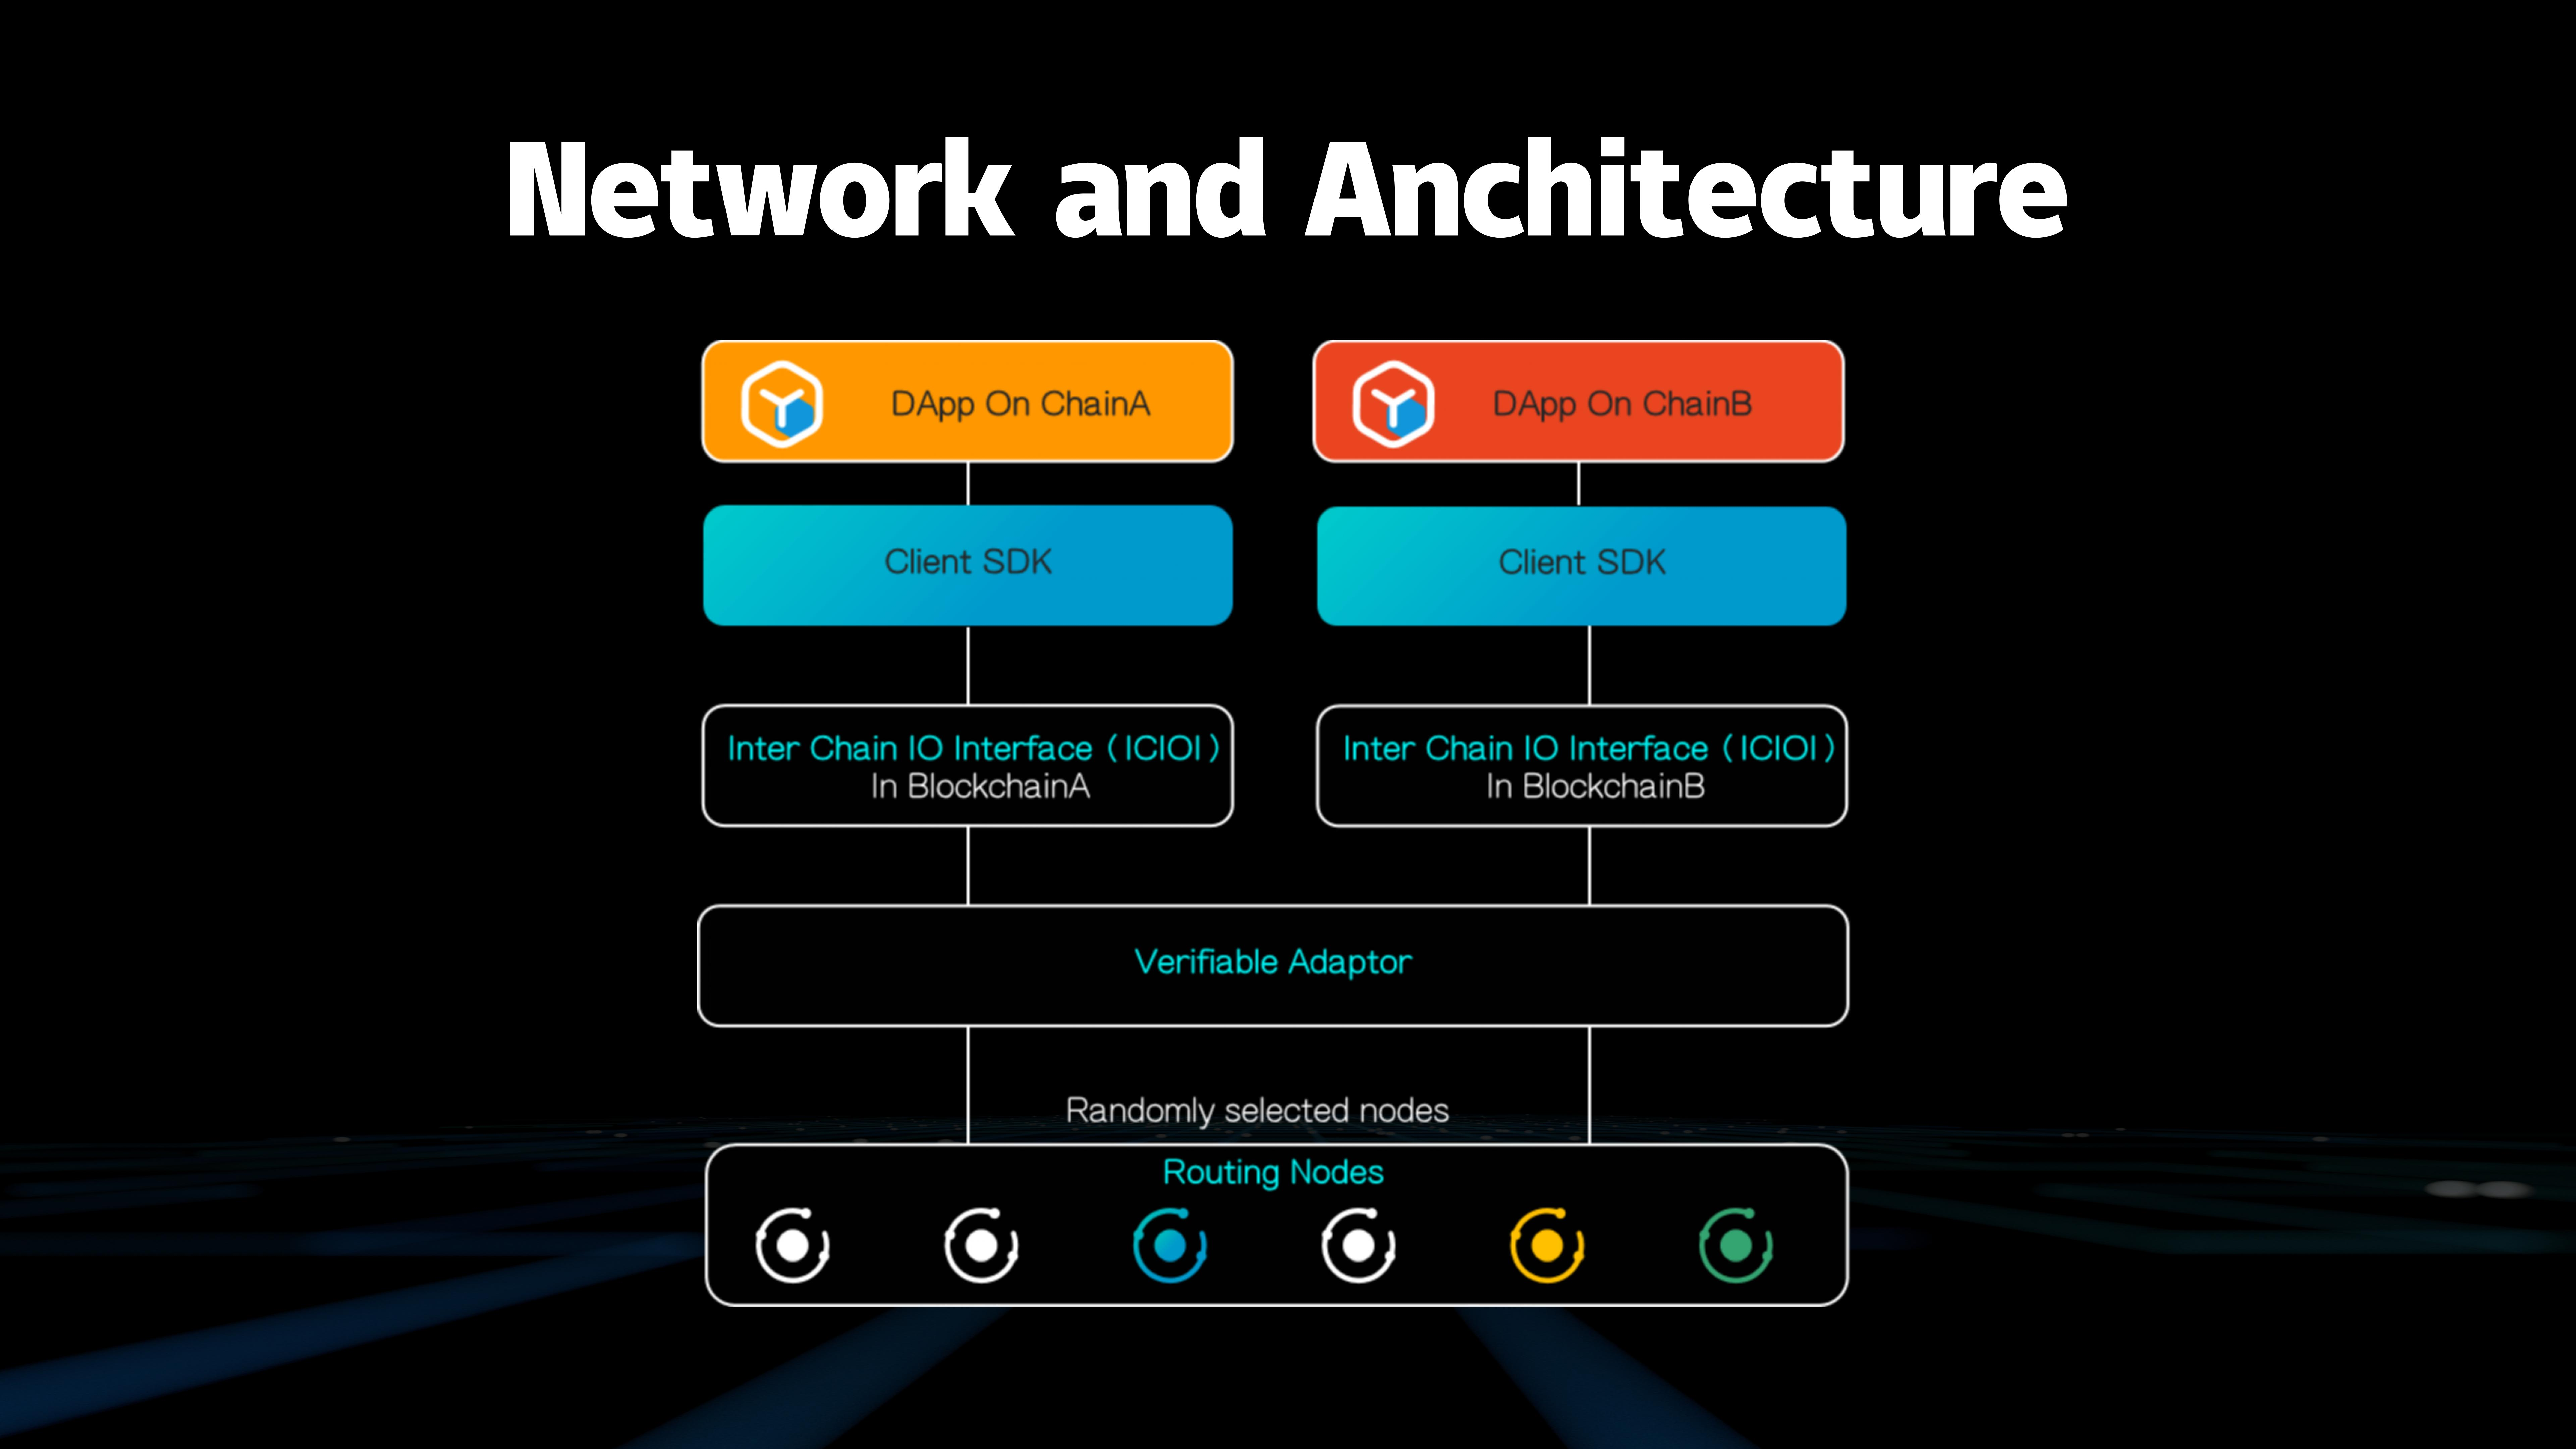 Network and Anchitecture
DApp On ChainA
DApp On ChainB
Client SDK
Client SDK
Inter Chain IO Interface (ICIOI)
In BlockchainA
Inter Chain IO Interface (ICIOI)
In BlockchainB
Verifiable Adaptor
Randomly selected nodes
Routing Nodes